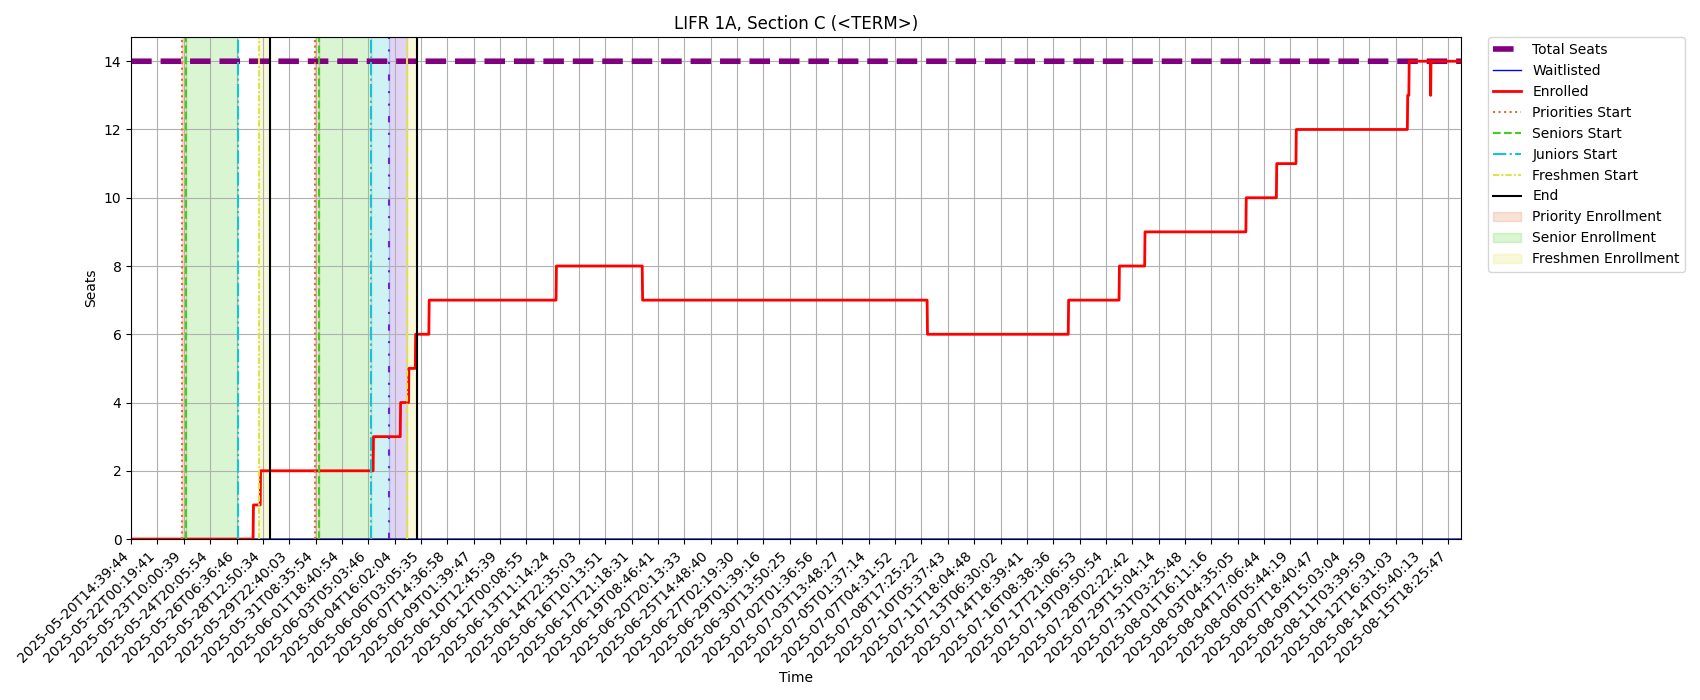 LIFR 1A, Section C (<TERM>)
Seats
14
12
10
8
6
4
2
0
2025-05-20T14:39:44
2025-05-22T00:19:41
2025-05-23T10:00:39
2025-05-24T20:05:54
2025-05-26T06:36:46
2025-05-28T12:50:34
2025-05-29T22:40:03
2025-05-31T08:35:54
2025-06-01T18:40:54
2025-06-03T05:03:46
2025-06-04T16:02:04
2025-06-06T03:05:35
2025-06-07T14:36:58
2025-06-09T01:39:47
2025-06-10T12:45:39
2025-06-12T00:08:55
2025-06-13T11:14:24
2025-06-14T22:35:03
2025-06-16T10:13:51
2025-06-17T21:18:31
2025-06-19T08:46:41
2025-06-20T20:13:33
2025-06-25T14:48:40
2025-06-27T02:19:30
2025-06-29T01:39:16
2025-06-30T13:50:25
2025-07-02T01:36:56
2025-07-03T13:48:27
2025-07-05T01:37:14
2025-07-07T04:31:52
2025-07-08T17:25:22
2025-07-10T05:37:43
2025-07-11T18:04:48
2025-07-13T06:30:02
2025-07-14T18:39:41
2025-07-16T08:38:36
2025-07-17T21:06:53
2025-07-19T09:50:54
2025-07-28T02:22:42
2025-07-29T15:04:14
2025-07-31T03:25:48
2025-08-01T16:11:16
2025-08-03T04:35:05
2025-08-04T17:06:44
2025-08-06T05:44:19
2025-08-07T18:40:47
2025-08-09T15:03:04
2025-08-11T03:39:59
2025-08-12T16:31:03
2025-08-14T05:40:13
2025-08-15T18:25:47
Time
Total Seats
Waitlisted
Enrolled
Priorities Start
Seniors Start
Juniors Start
Freshmen Start
End
Priority Enrollment
Senior Enrollment
Freshmen Enrollment